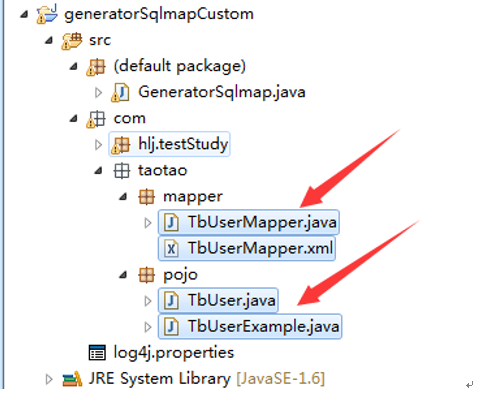 generatorSqlmapCustom
src
(default package)
GeneratorSqlmap.java
com
hlj.testStudy
taotao
mapper
TbUserMapper.java
TbUserMapper.xml
pojo
TbUser.java
TbUserExample.java
log4j.properties
JRE System Library [JavaSE-1.6]